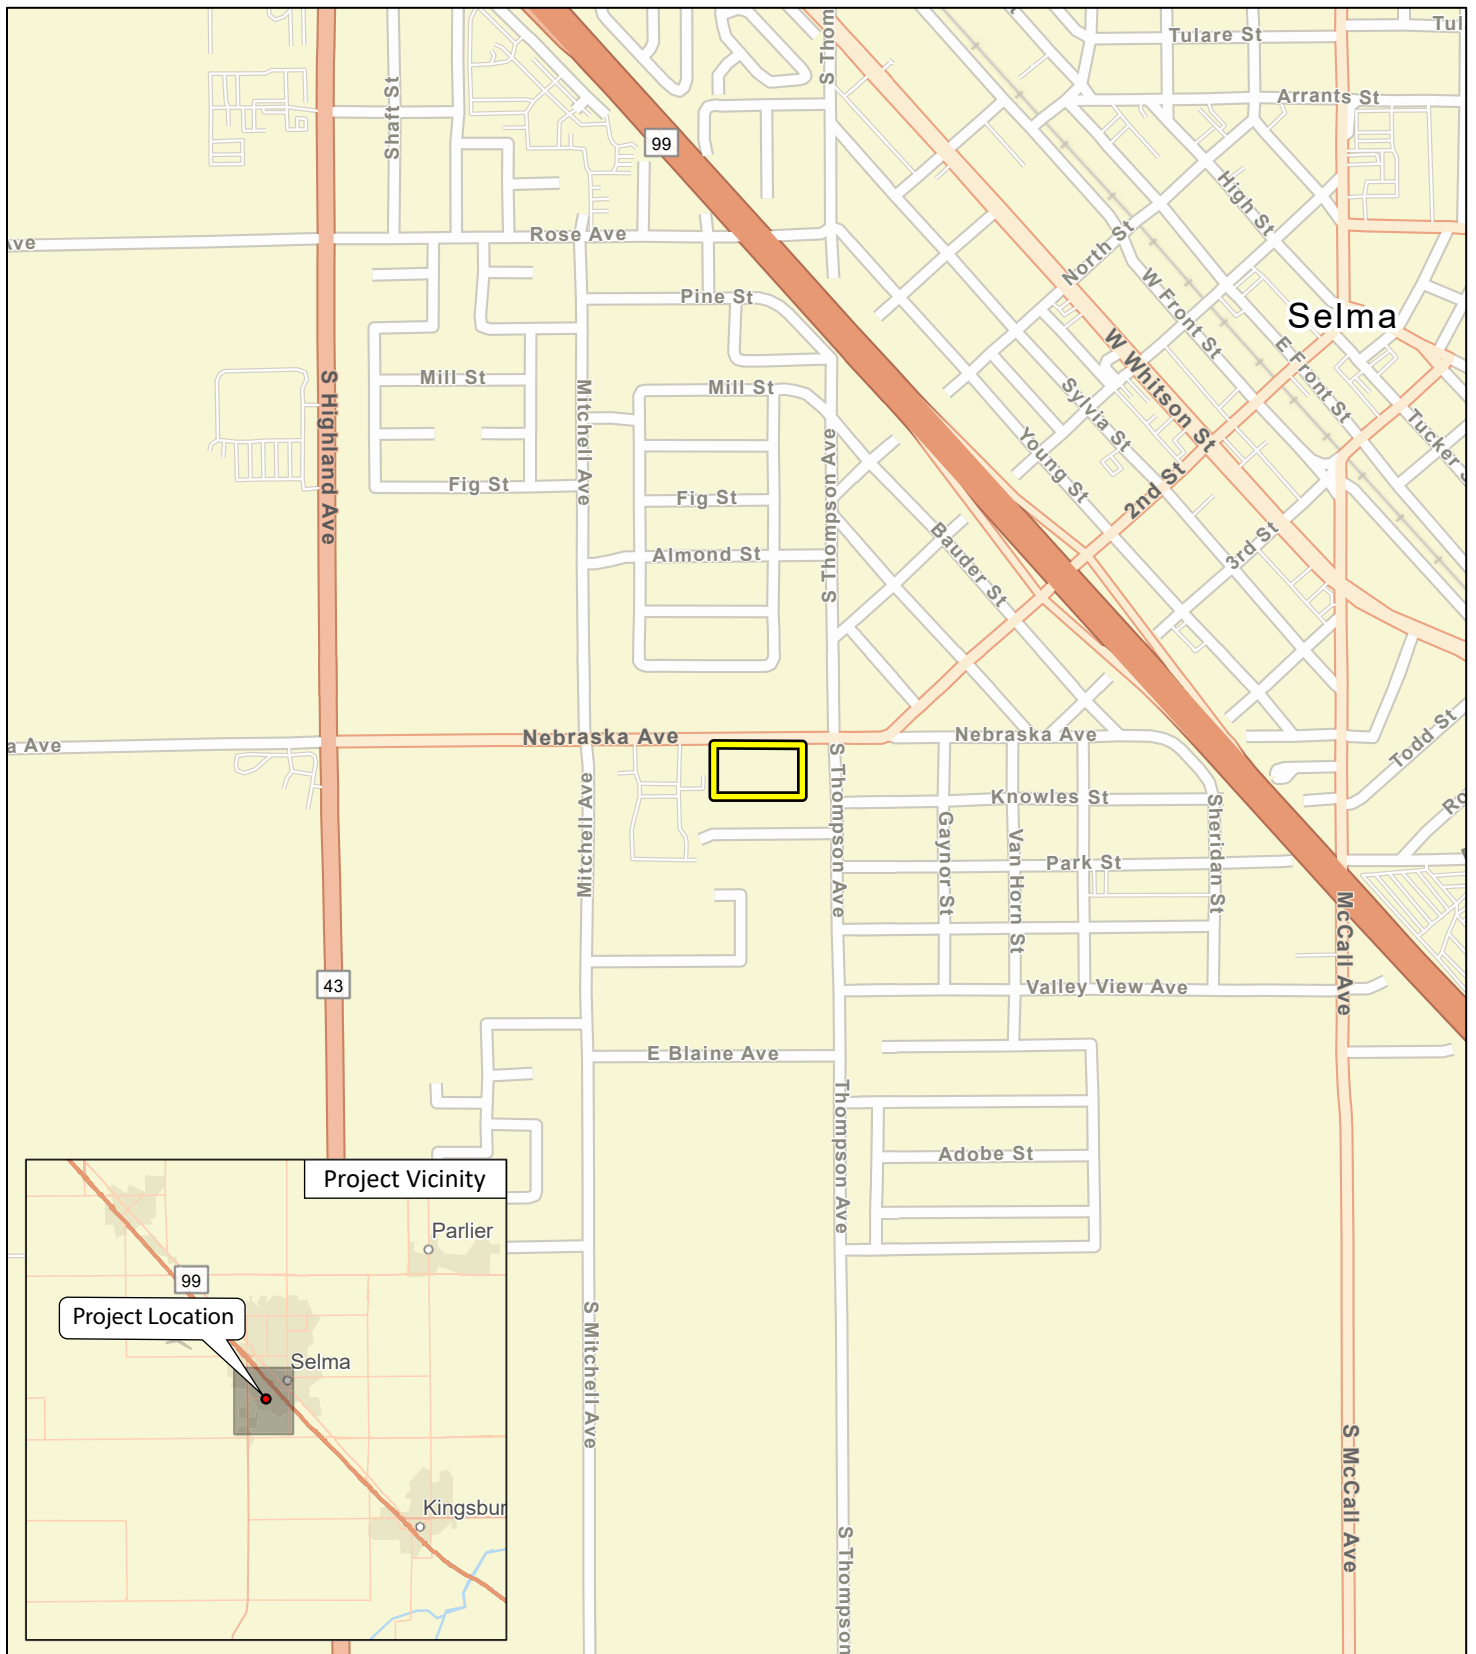 S Thom
Tulare St
Tul
Shaft St
Arrants St
99
High St
Rose Ave
North St
ve
W Front St
Pine St
Selma
E Front St
W Whitson St
Mill St
Mill St
S Highland Ave
Mitchell Ave
Sylvia St
Tucker S
Young St
S Thompson Ave
2nd St
Fig St
Fig St
Bauder St
3rd St
Almond St
Nebraska Ave
Nebraska Ave
a Ave
Todd St
S Thompson Ave
Mitchell Ave
Knowles St
Sheridan St
Ro
Gaynor St
Van Horn St
Park St
McCall Ave
43
Valley View Ave
E Blaine Ave
Thompson Ave
Adobe St
S Mitchell Ave
S McCall Ave
S Thompson
Project Vicinity
Parlier
99
Project Location
Selma
Kingsbur